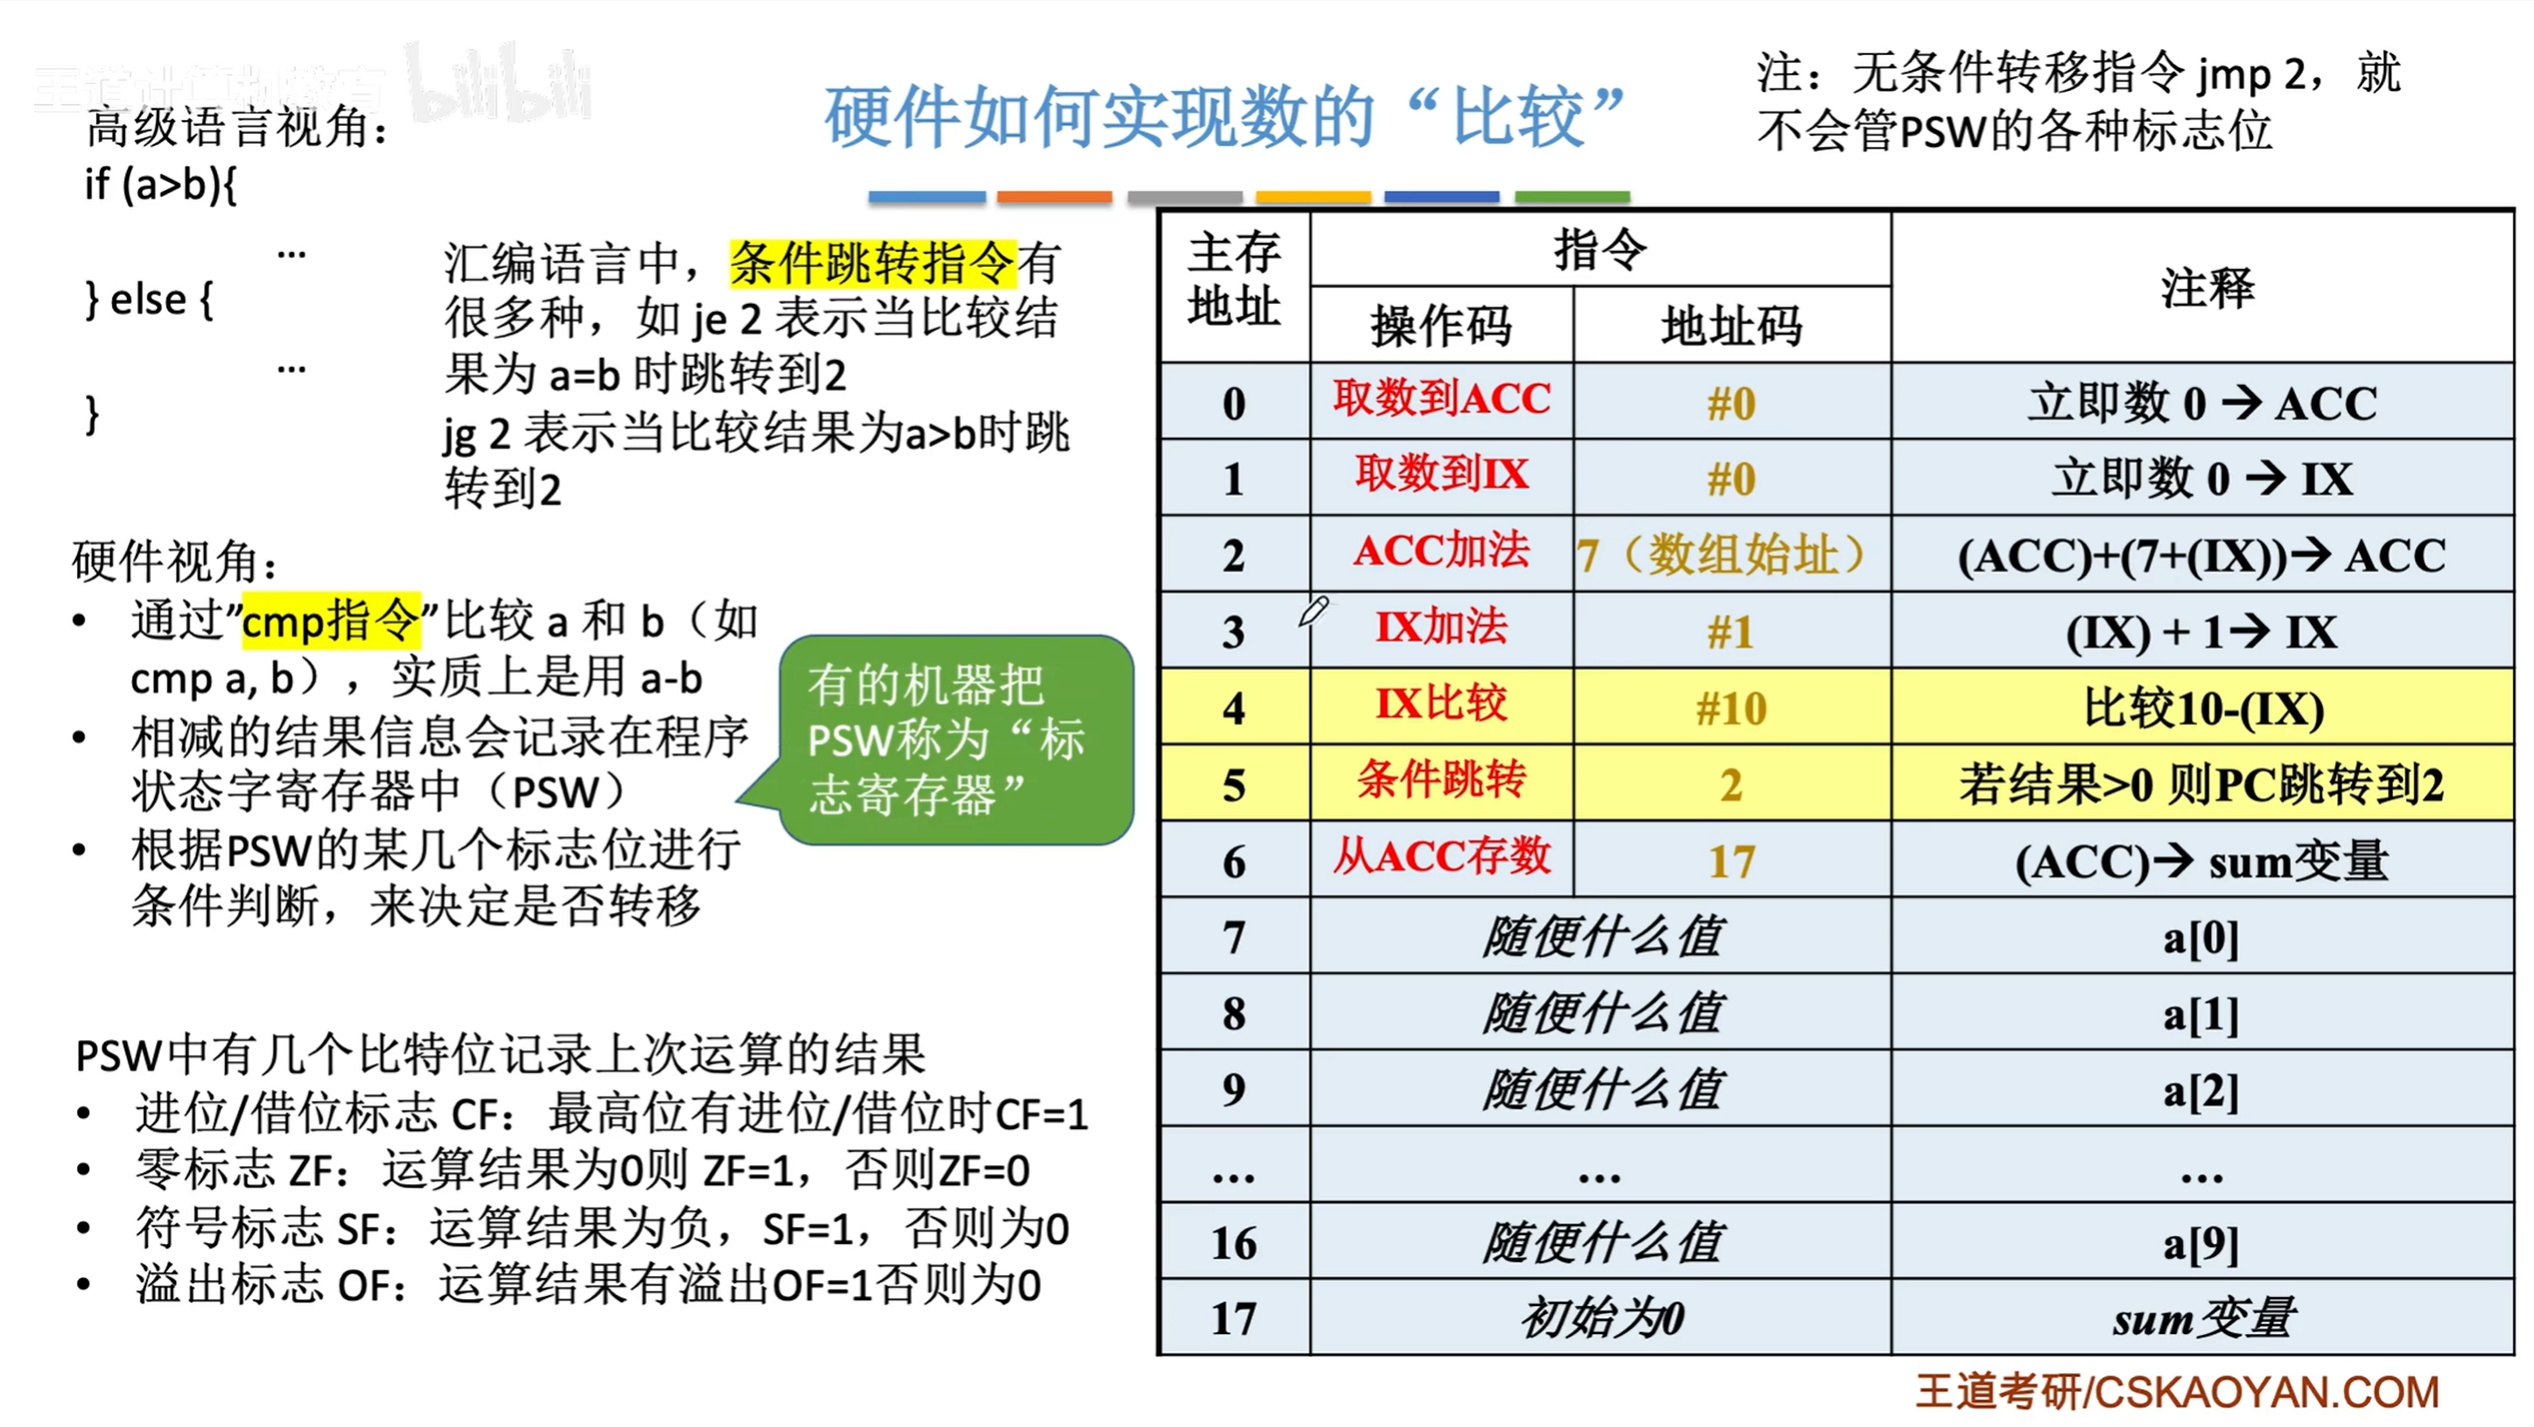 王道计算机教育 bilibili
硬件如何实现数的“比较”
注：无条件转移指令 jmp 2，就
不会管PSW的各种标志位
高级语言视角：
if (a>b){
...
} else {
...
}
汇编语言中，条件跳转指令有
很多种，如 je 2 表示当比较结
果为 a=b 时跳转到2
jg 2 表示当比较结果为a>b时跳
转到2
硬件视角：
• 通过”cmp指令”比较 a 和 b（如
cmp a, b），实质上是用 a-b
• 相减的结果信息会记录在程序
状态字寄存器中（PSW）
• 根据PSW的某几个标志位进行
条件判断，来决定是否转移
有的机器把
PSW称为“标
志寄存器”
PSW中有几个比特位记录上次运算的结果
• 进位/借位标志 CF：最高位有进位/借位时CF=1
• 零标志 ZF：运算结果为0则 ZF=1，否则ZF=0
• 符号标志 SF：运算结果为负，SF=1，否则为0
• 溢出标志 OF：运算结果有溢出OF=1否则为0
主存
地址
指令
注释
操作码 地址码
0 取数到ACC #0 立即数 0 → ACC
1 取数到IX #0 立即数 0 → IX
2 ACC加法 7（数组始址） (ACC)+(7+(IX))→ ACC
3 IX加法 #1 (IX) + 1→ IX
4 IX比较 #10 比较10-(IX)
5 条件跳转 2 若结果>0 则PC跳转到2
6 从ACC存数 17 (ACC)→ sum变量
7 随便什么值 a[0]
8 随便什么值 a[1]
9 随便什么值 a[2]
... ... ...
16 随便什么值 a[9]
17 初始为0 sum变量
王道考研/CSKAOYAN.COM